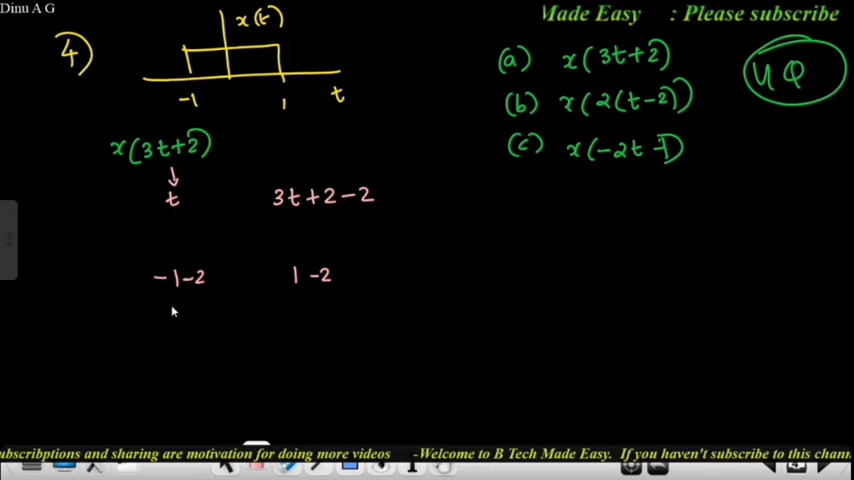 Dinu A G
Made Easy : Please subscribe
4)
x(t)
-1 1 t
(a) x(3t+2)
(b) x(2(t-2))
(c) x(-2t-1)
UQ
x(3t+2)
t 3t+2-2
-1-2 1-2
ubscribptions and sharing are motivation for doing more videos -Welcome to B Tech Made Easy. If you haven't subscribe to this chann